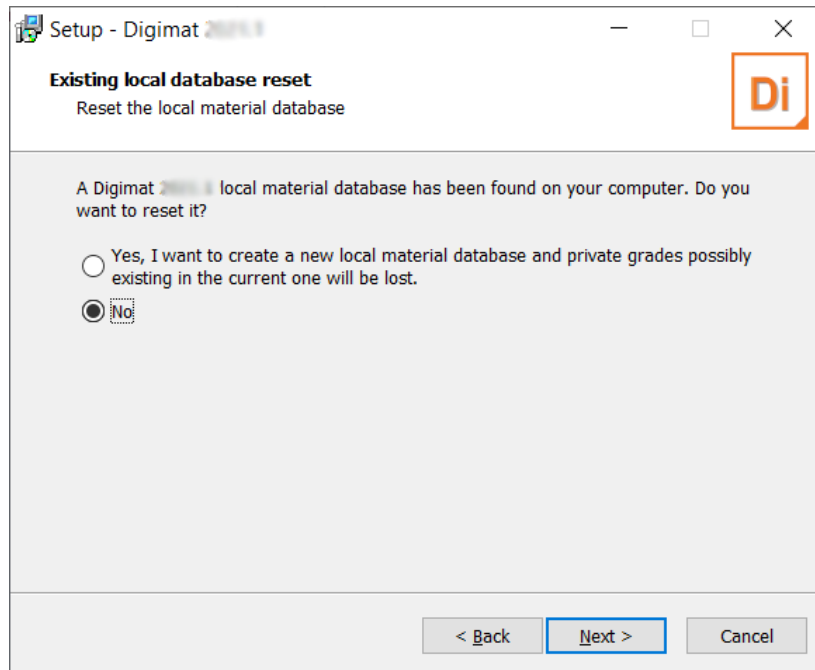 Setup - Digimat
Existing local database reset
Reset the local material database
Di
A Digimat local material database has been found on your computer. Do you
want to reset it?
Yes, I want to create a new local material database and private grades possibly
existing in the current one will be lost.
No
< Back
Next >
Cancel